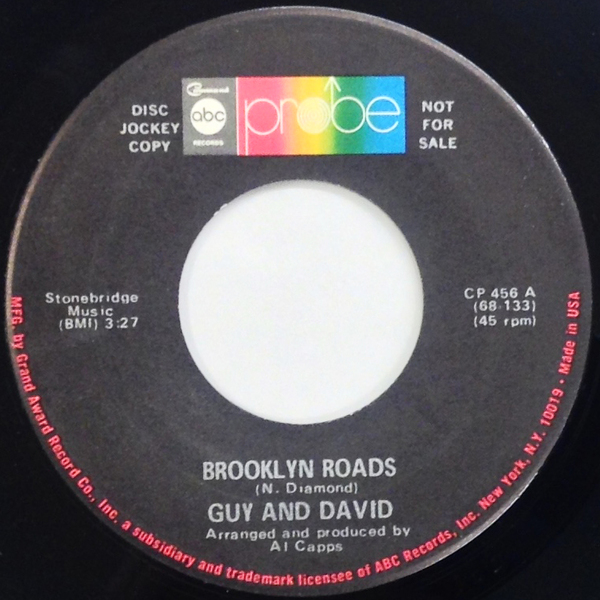 DISC
JOCKEY
COPY
Command
abc
RECORDS
probe
NOT
FOR
SALE
Stonebridge
Music
(BMI) 3:27
CP 456 A
(68-133)
(45 rpm)
BROOKLYN ROADS
(N. Diamond)
GUY AND DAVID
Arranged and produced by
Al Capps
MFG. by Grand Award Record Co., Inc. a subsidiary and trademark licensee of ABC Records, Inc. New York, N.Y. 10019 • Made in USA